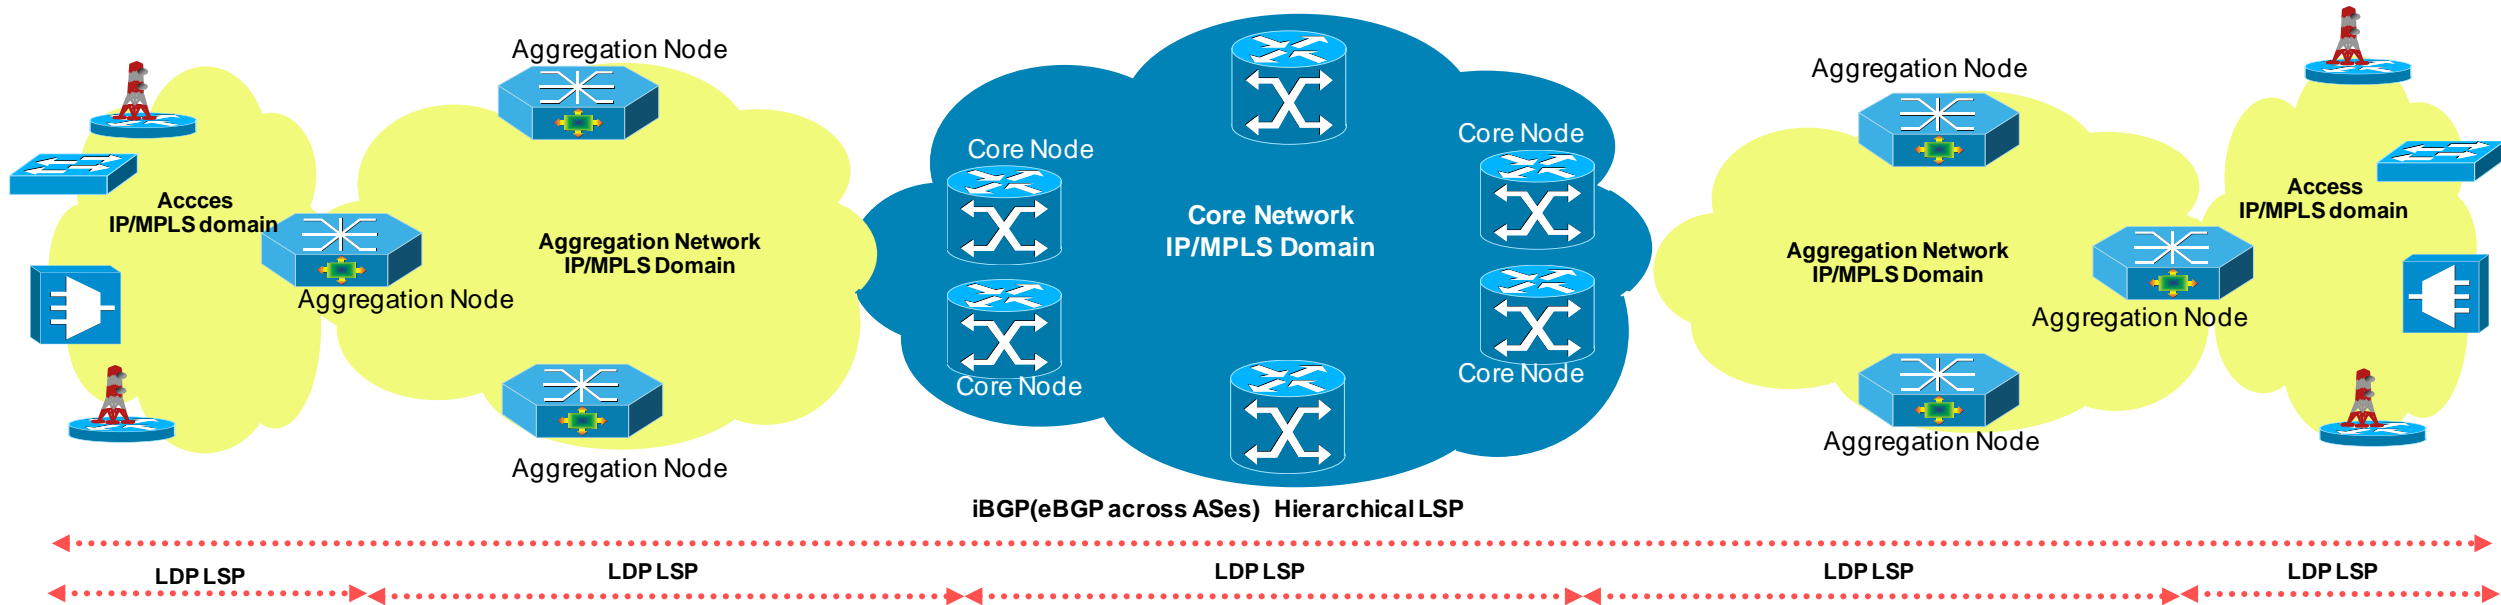 Aggregation Node
Acces
IP/MPLS domain
Aggregation Node
Aggregation Network
IP/MPLS Domain
Aggregation Node
Core Node
Core Node
Core Network
IP/MPLS Domain
Core Node
Core Node
Aggregation Node
Aggregation Network
IP/MPLS Domain
Aggregation Node
Aggregation Node
Access
IP/MPLS domain
iBGP(eBGP across ASes) Hierarchical LSP
LDP LSP
LDP LSP
LDP LSP
LDP LSP
LDP LSP